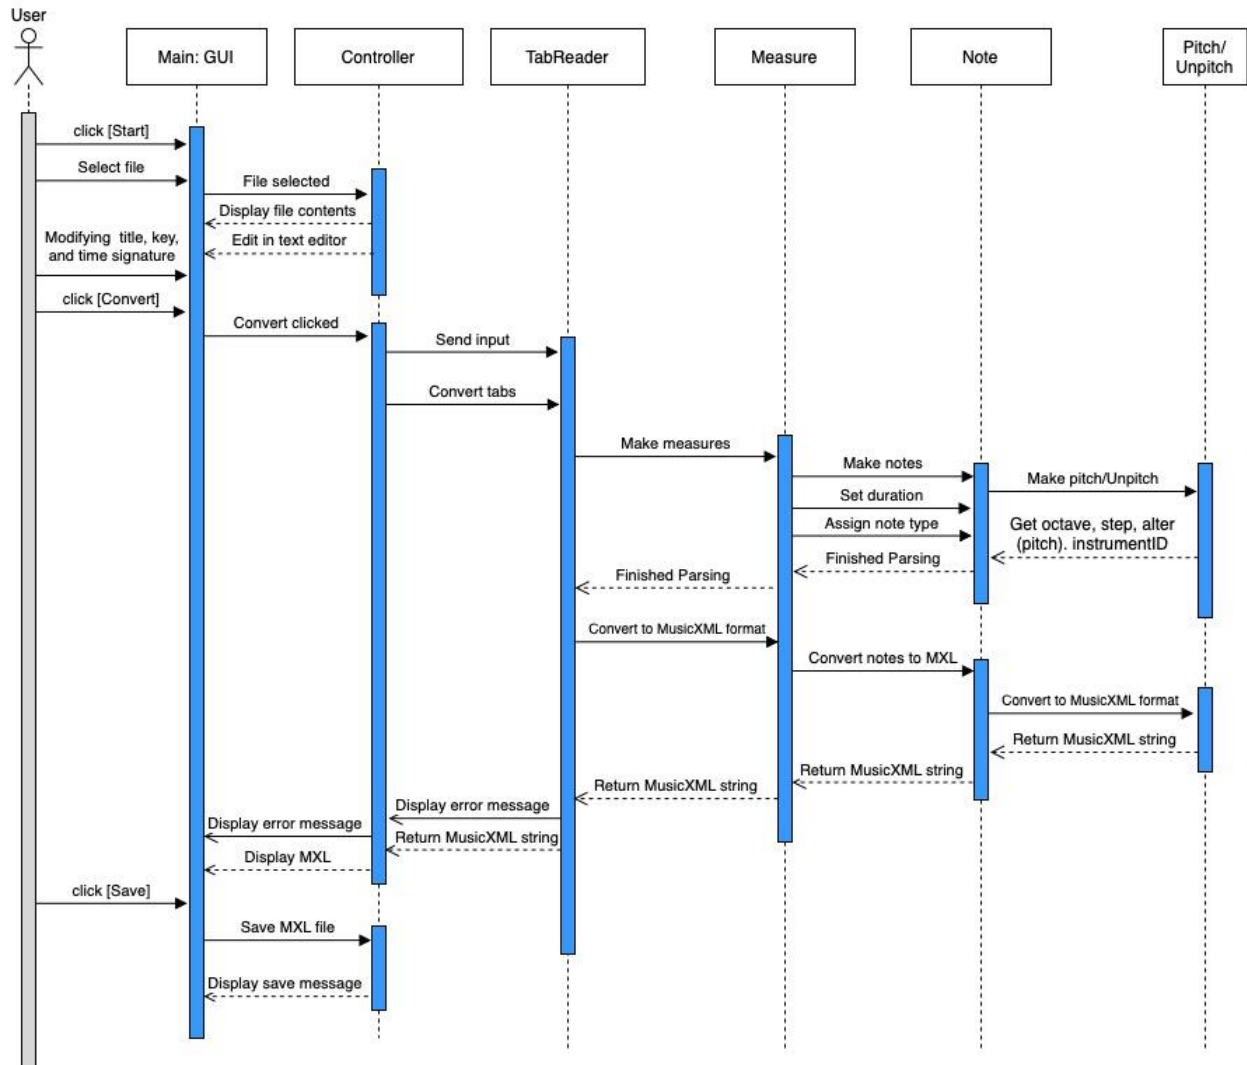 User
Main: GUI
Controller
TabReader
Measure
Note
Pitch/
Unpitch
click [Start]
Select file
File selected
Display file contents
Modifying title, key,
and time signature
Edit in text editor
click [Convert]
Convert clicked
Send input
Convert tabs
Make measures
Make notes
Make pitch/Unpitch
Set duration
Assign note type
Get octave, step, alter
(pitch). instrumentID
Finished Parsing
Finished Parsing
Convert to MusicXML format
Convert notes to MXL
Convert to MusicXML format
Return MusicXML string
Return MusicXML string
Return MusicXML string
Display error message
Display error message
Return MusicXML string
Display MXL
click [Save]
Save MXL file
Display save message